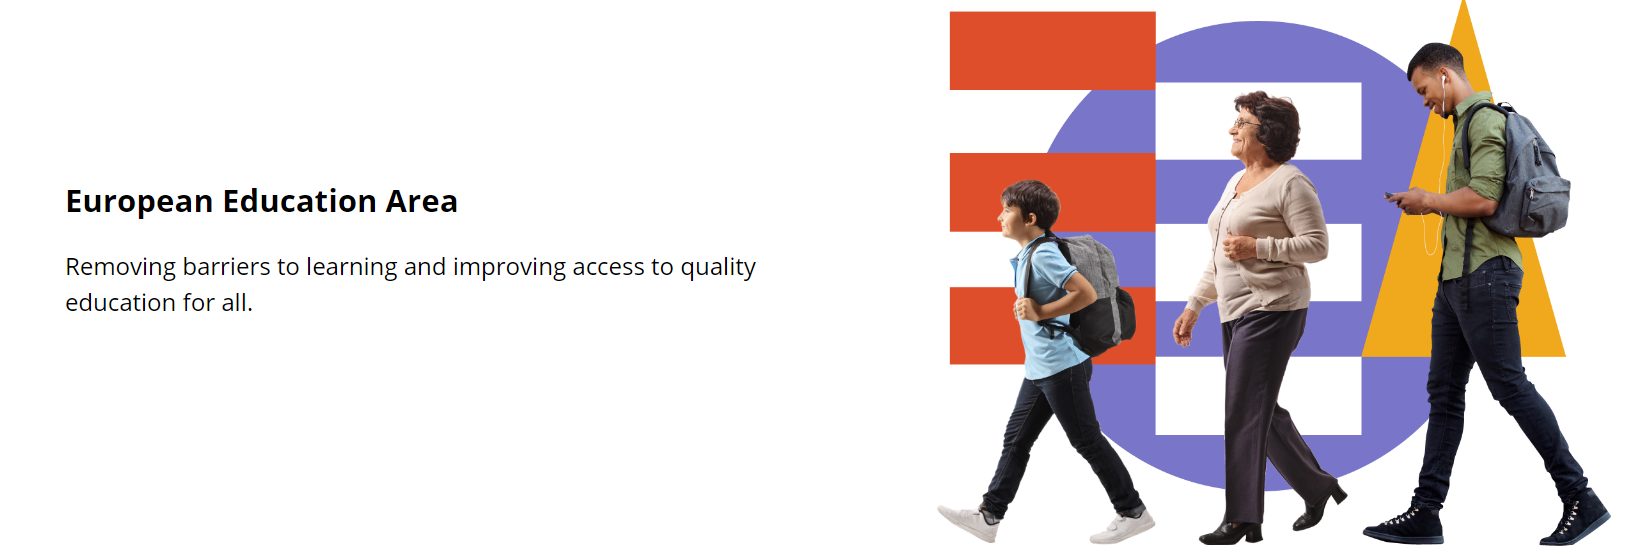 European Education Area
Removing barriers to learning and improving access to quality
education for all.